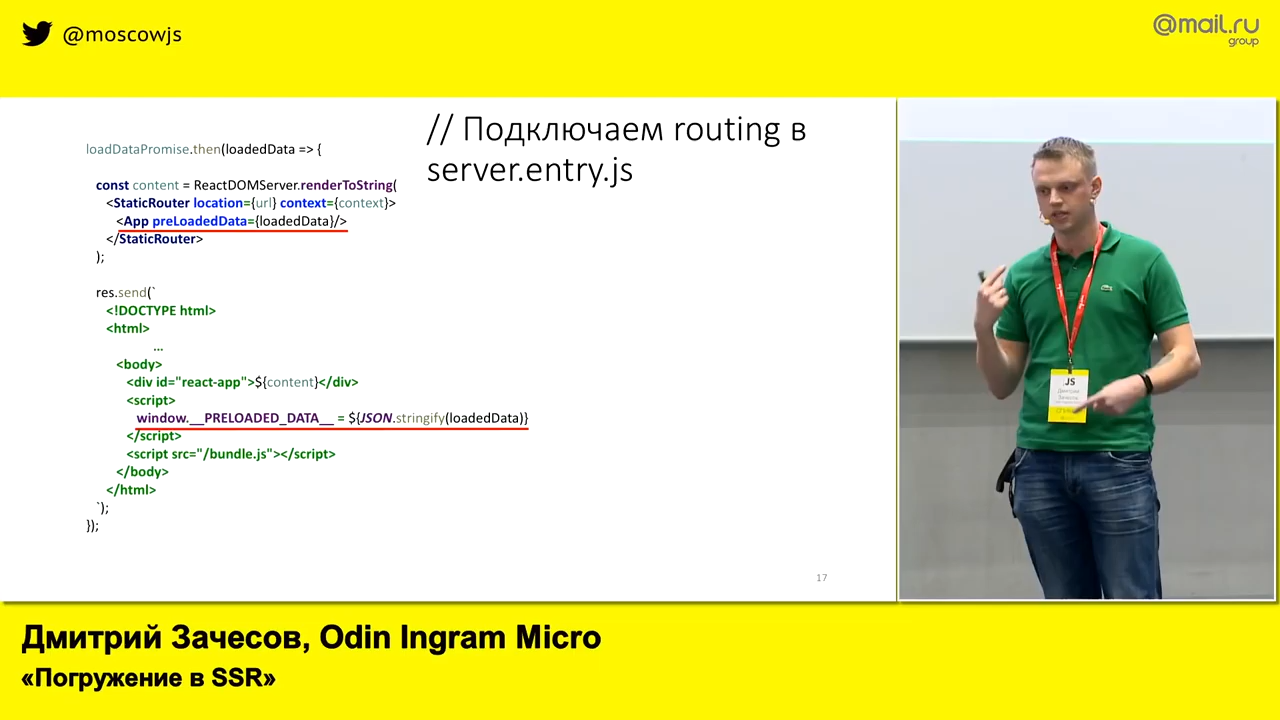 @moscowjs
@mail.ru
group
// Подключаем routing в
server.entry.js
loadDataPromise.then(loadedData => {
const content = ReactDOMServer.renderToString(
<StaticRouter location={url} context={context}>
<App preLoadedData={loadedData}/>
</StaticRouter>
);
res.send(`
<!DOCTYPE html>
<html>
...
<body>
<div id="react-app">${content}</div>
<script>
window.__PRELOADED_DATA__ = ${JSON.stringify(loadedData)}
</script>
<script src="/bundle.js"></script>
</body>
</html>
`);
});
17
.JS
Дмитрий
Зачесов
Дмитрий Зачесов, Odin Ingram Micro
«Погружение в SSR»